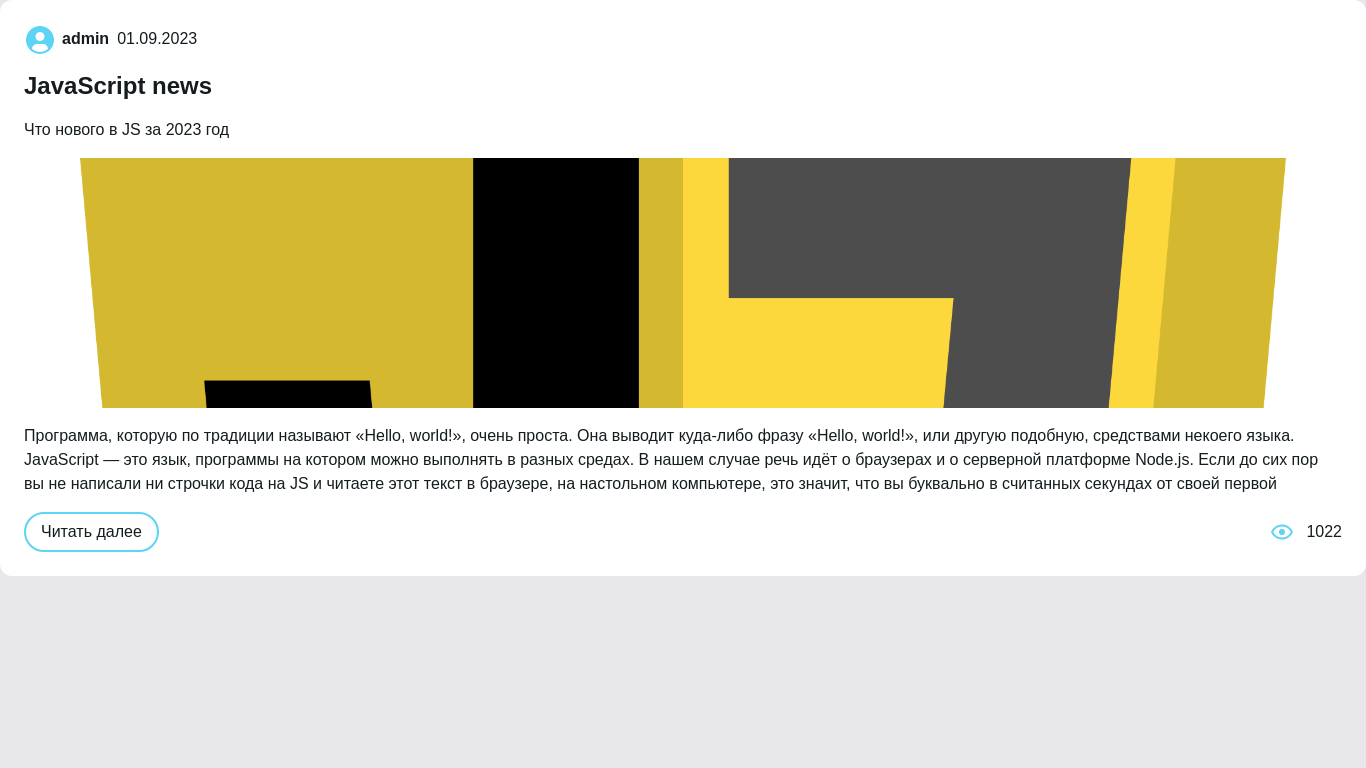 admin 01.09.2023
JavaScript news
Что нового в JS за 2023 год
Программа, которую по традиции называют «Hello, world!», очень проста. Она выводит куда-либо фразу «Hello, world!», или другую подобную, средствами некоего языка.
JavaScript — это язык, программы на котором можно выполнять в разных средах. В нашем случае речь идёт о браузерах и о серверной платформе Node.js. Если до сих пор
вы не написали ни строчки кода на JS и читаете этот текст в браузере, на настольном компьютере, это значит, что вы буквально в считанных секундах от своей первой
Читать далее
1022